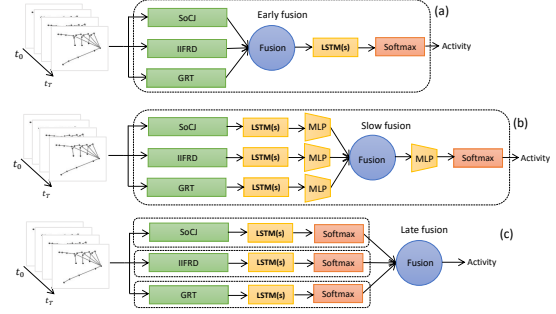 Early fusion
(a)
SoCJ
IIFRD
GRT
Fusion
LSTM(s)
Softmax
Activity
t0
tT
Slow fusion
(b)
SoCJ
LSTM(s)
MLP
IIFRD
LSTM(s)
MLP
GRT
LSTM(s)
MLP
Fusion
MLP
Softmax
Activity
t0
tT
Late fusion
(c)
SoCJ
LSTM(s)
Softmax
IIFRD
LSTM(s)
Softmax
GRT
LSTM(s)
Softmax
Fusion
Activity
t0
tT